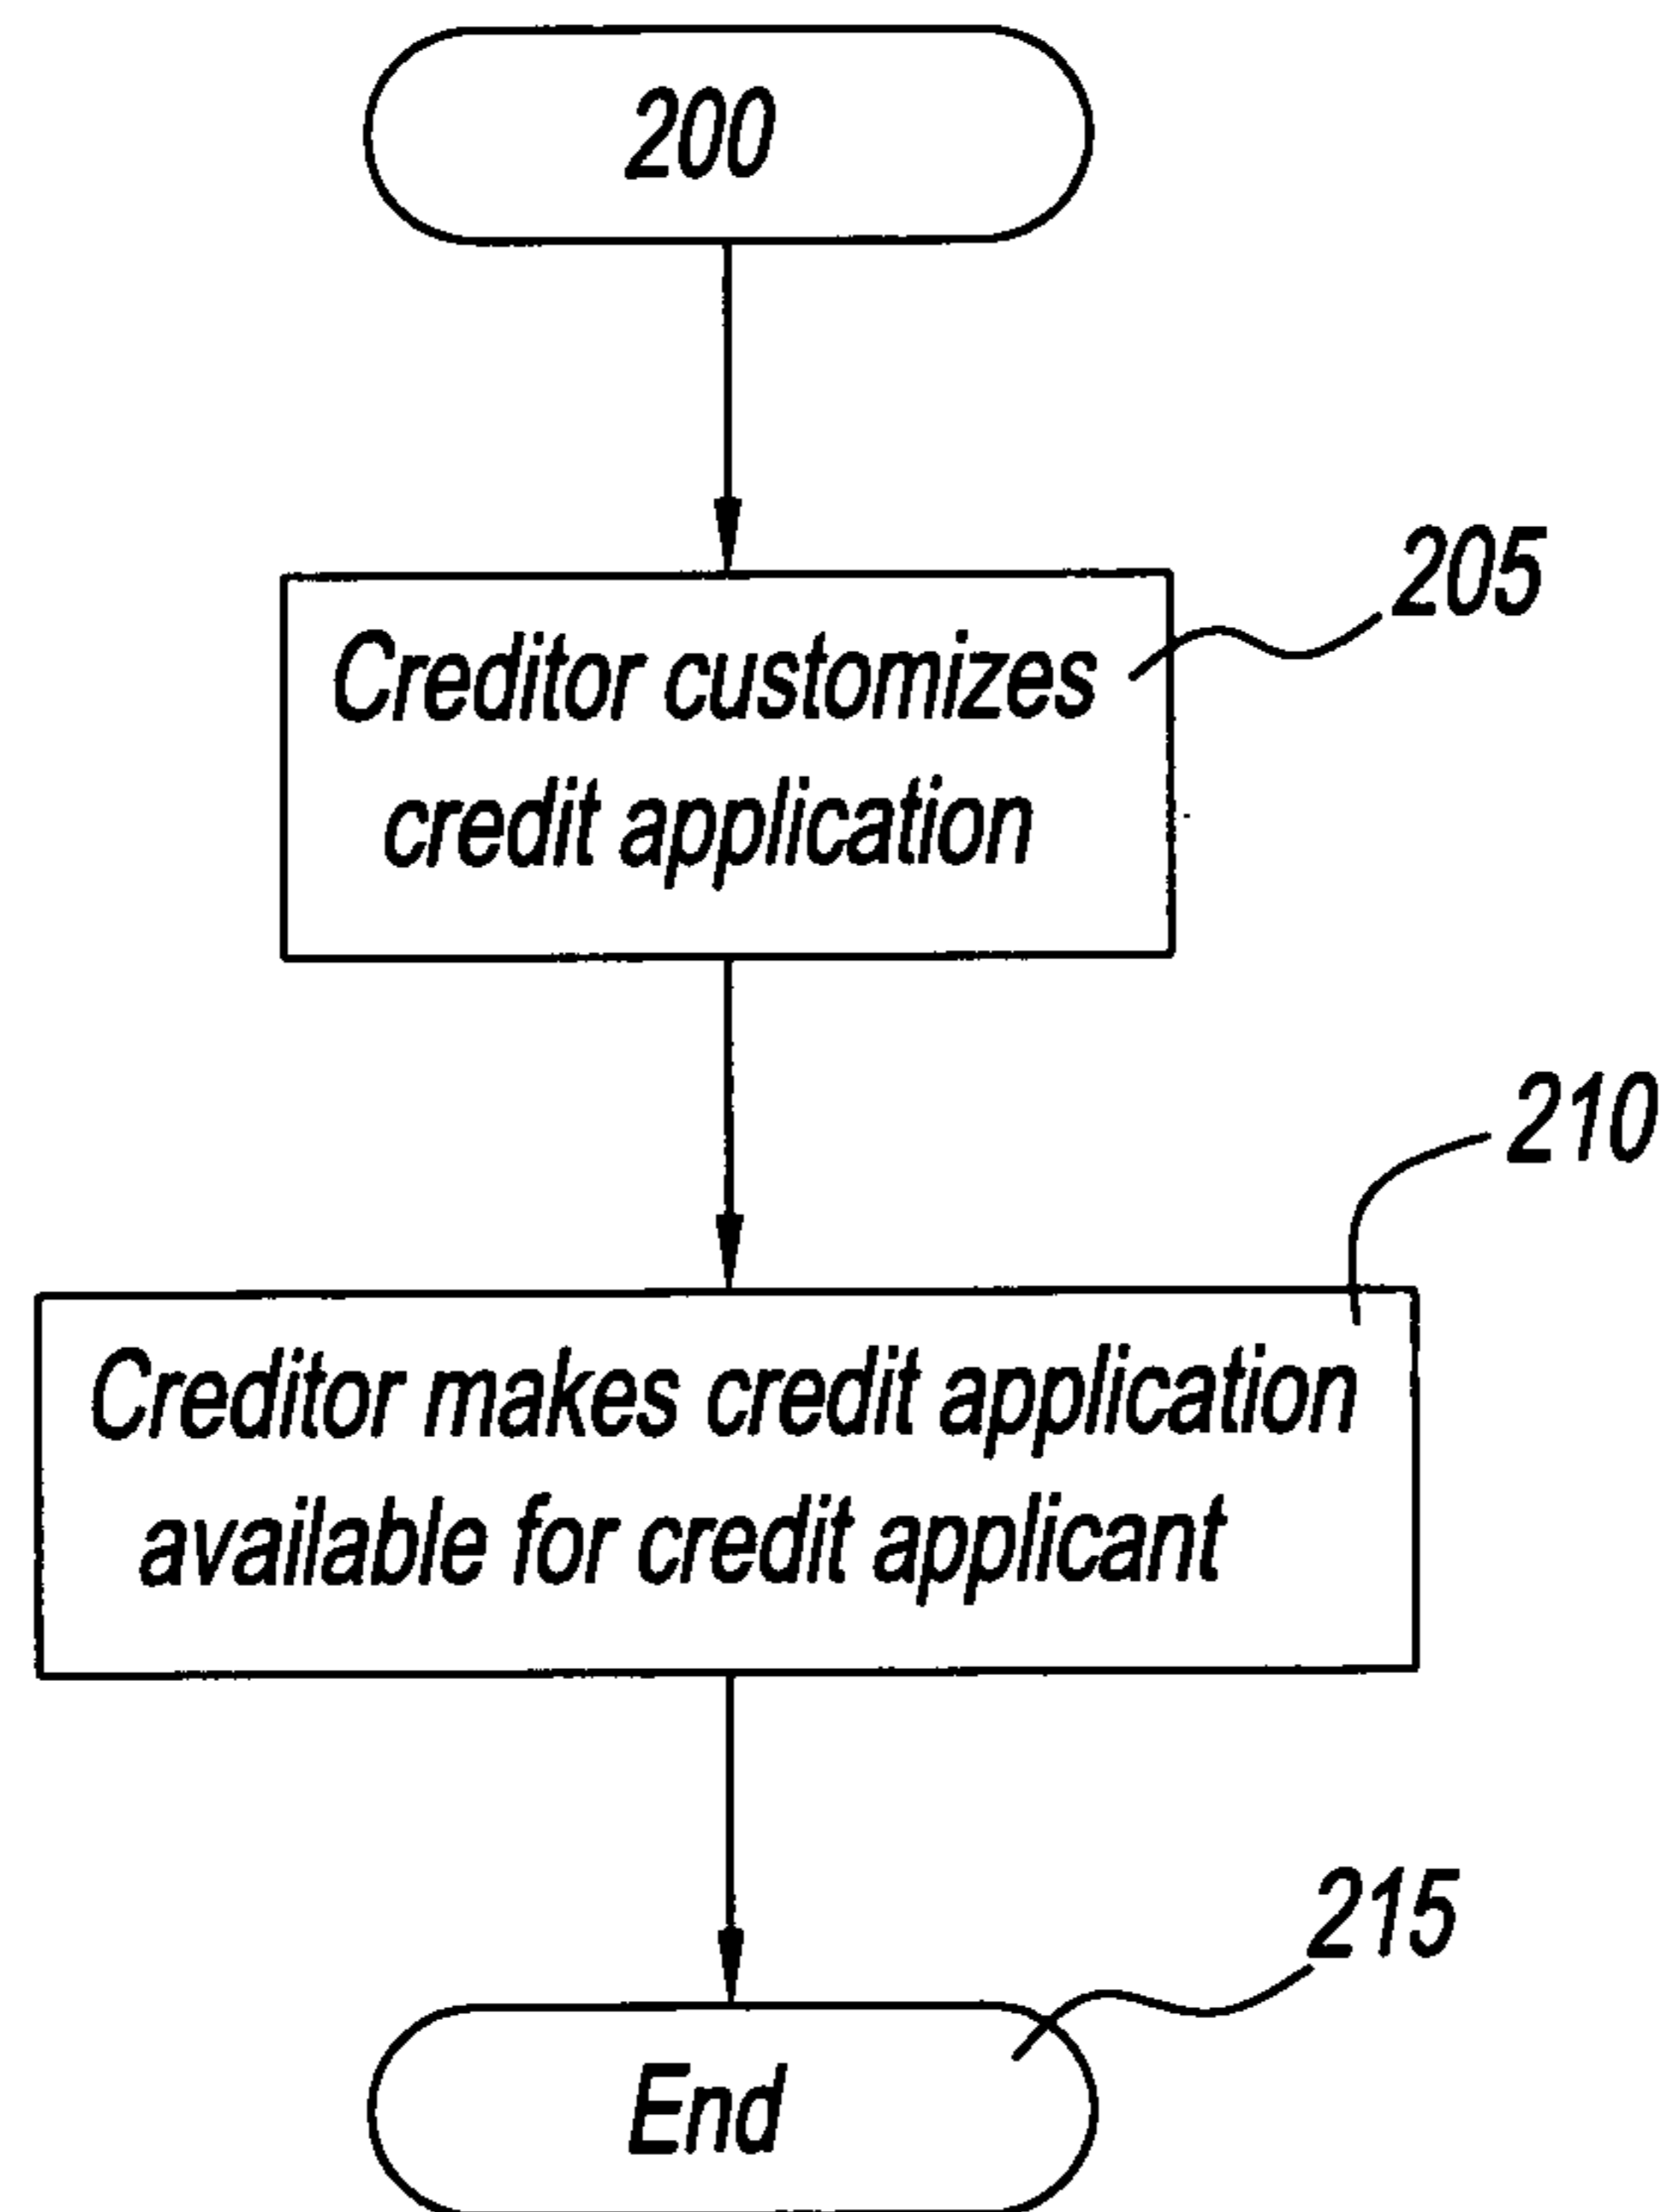 200
205
Creditor customizes
credit application
210
Creditor makes credit application
available for credit applicant
215
End